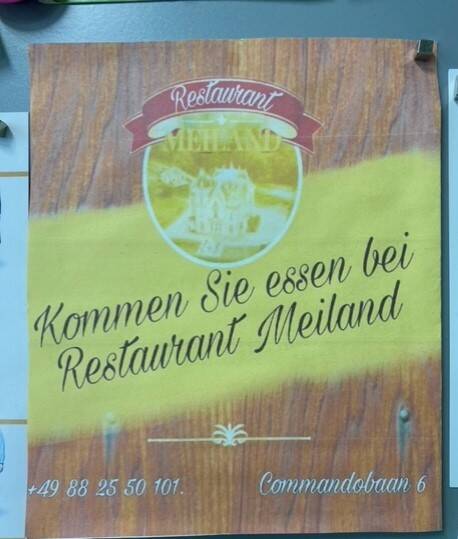 Restaurant
MEILAND
Kommen Sie essen bei
Restaurant Meiland
+49 88 25 50 101.
Commandobaan 6